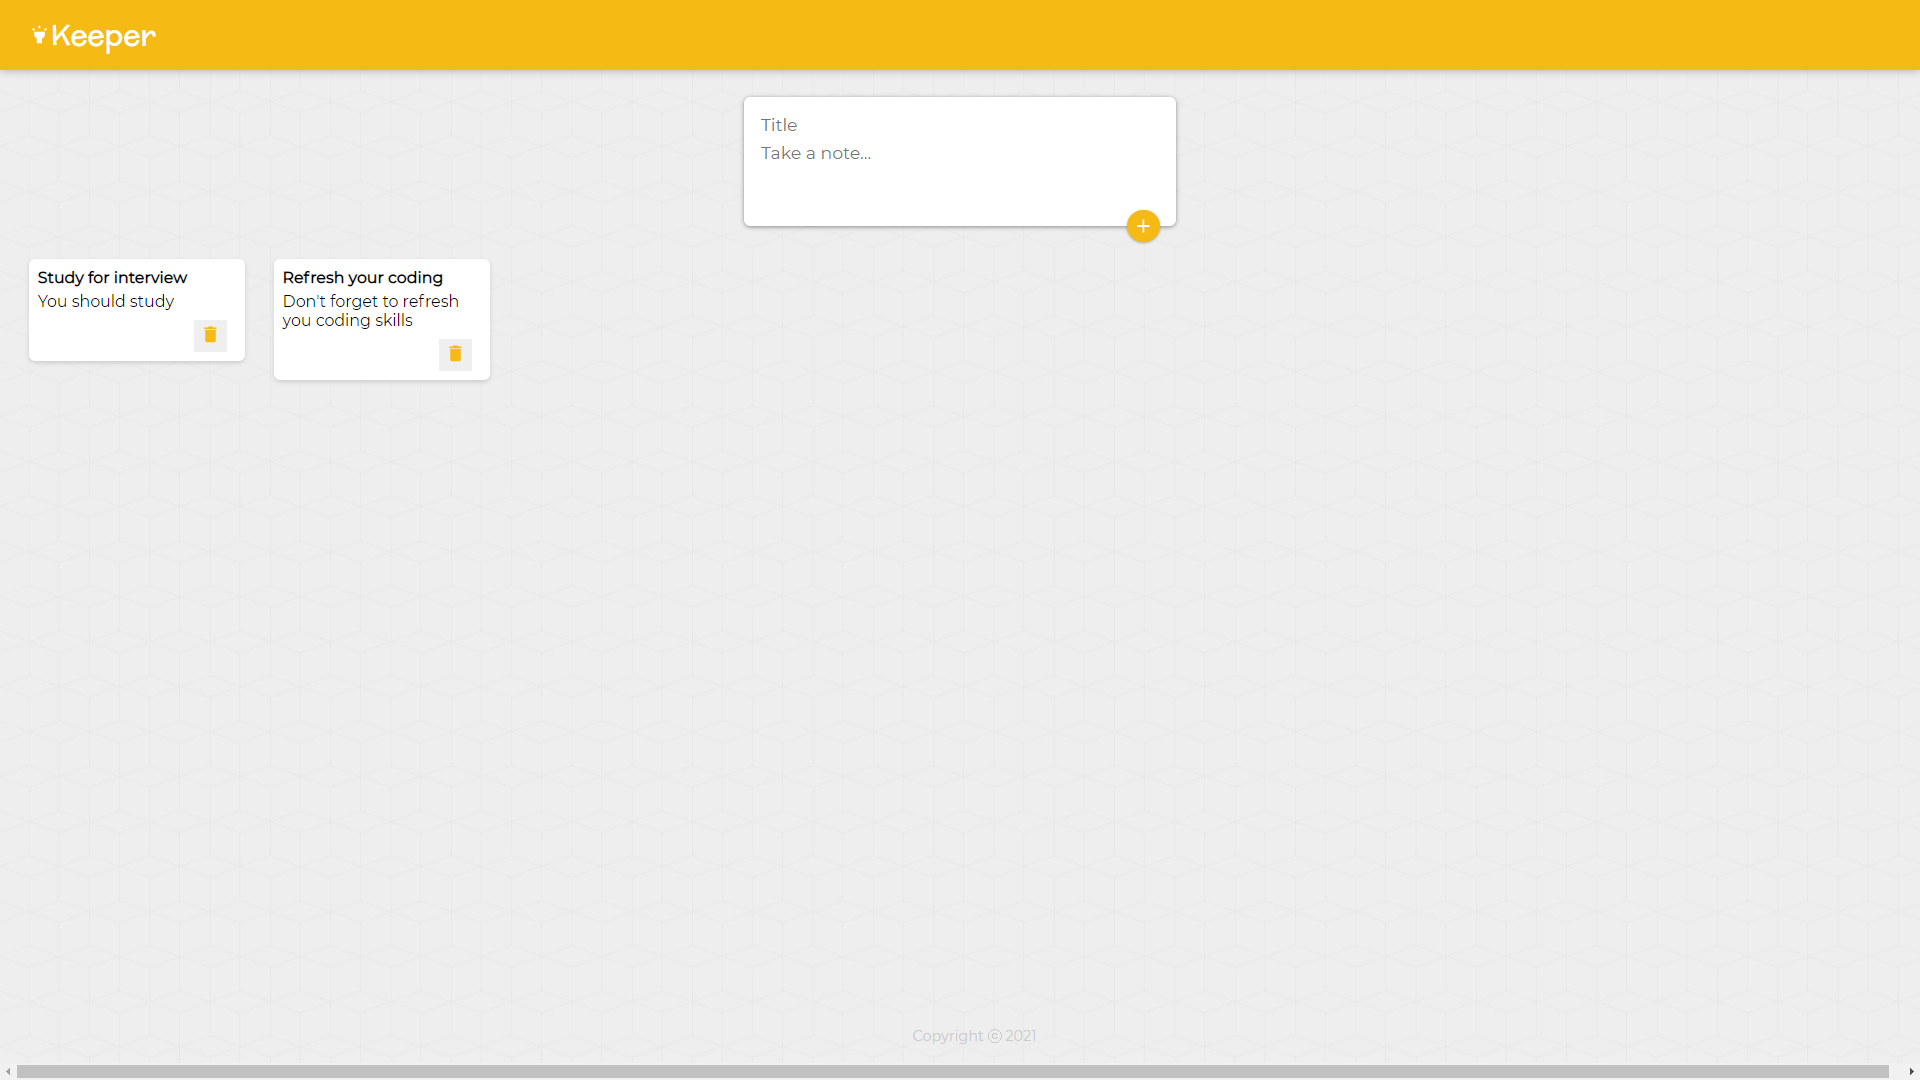 Keeper
Title
Take a note...
+
Study for interview
You should study
Refresh your coding
Don't forget to refresh
you coding skills
Copyright ⓒ 2021